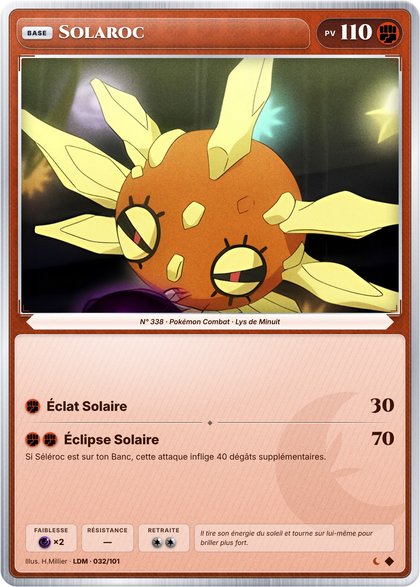 BASE SOLAROC PV 110
N° 338 · Pokémon Combat · Lys de Minuit
Éclat Solaire 30
Éclipse Solaire 70
Si Séléroc est sur ton Banc, cette attaque inflige 40 dégâts supplémentaires.
FAIBLESSE RÉSISTANCE RETRAITE
×2 —
Il tire son énergie du soleil et tourne sur lui-même pour
briller plus fort.
Illus. H.Millier · LDM · 032/101